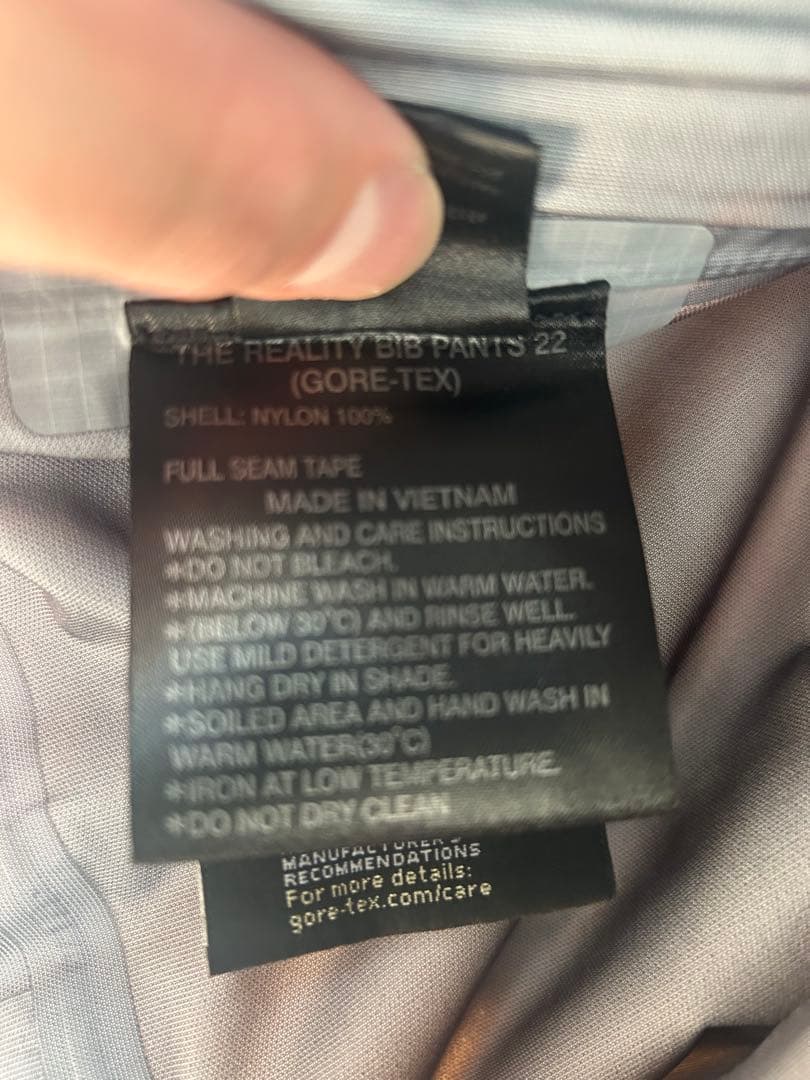 THE REALITY BIB PANTS 22
(GORE-TEX)
SHELL: NYLON 100%
FULL SEAM TAPE
MADE IN VIETNAM
WASHING AND CARE INSTRUCTIONS
*DO NOT BLEACH.
*MACHINE WASH IN WARM WATER.
*(BELOW 30°C) AND RINSE WELL.
USE MILD DETERGENT FOR HEAVILY
*HANG DRY IN SHADE.
*SOILED AREA AND HAND WASH IN
WARM WATER(30°C)
*IRON AT LOW TEMPERATURE.
*DO NOT DRY CLEAN
MANUFACTURER'S
RECOMMENDATIONS
For more details:
gore-tex.com/care